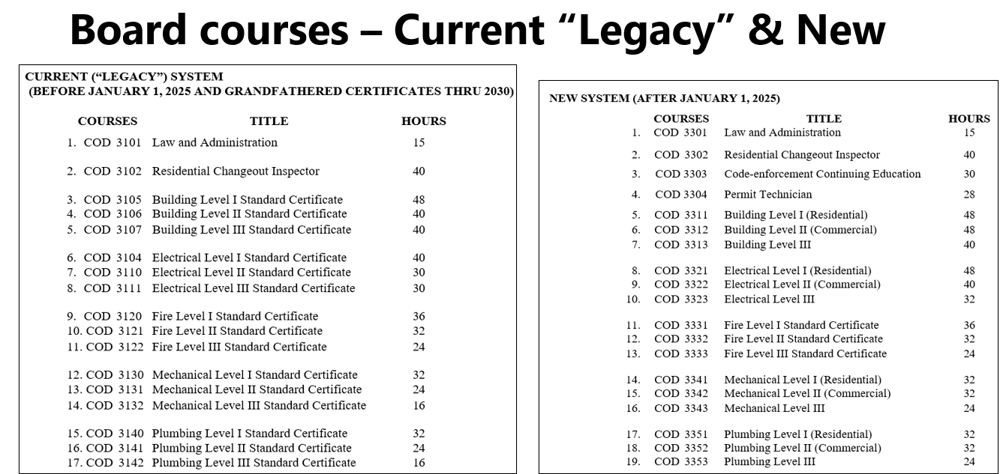 Board courses – Current “Legacy” & New
CURRENT (“LEGACY”) SYSTEM
(BEFORE JANUARY 1, 2025 AND GRANDFATHERED CERTIFICATES THRU 2030)
COURSES TITLE HOURS
1. COD 3101 Law and Administration 15
2. COD 3102 Residential Changeout Inspector 40
3. COD 3105 Building Level I Standard Certificate 48
4. COD 3106 Building Level II Standard Certificate 40
5. COD 3107 Building Level III Standard Certificate 40
6. COD 3104 Electrical Level I Standard Certificate 40
7. COD 3110 Electrical Level II Standard Certificate 30
8. COD 3111 Electrical Level III Standard Certificate 30
9. COD 3120 Fire Level I Standard Certificate 36
10. COD 3121 Fire Level II Standard Certificate 32
11. COD 3122 Fire Level III Standard Certificate 24
12. COD 3130 Mechanical Level I Standard Certificate 32
13. COD 3131 Mechanical Level II Standard Certificate 24
14. COD 3132 Mechanical Level III Standard Certificate 16
15. COD 3140 Plumbing Level I Standard Certificate 32
16. COD 3141 Plumbing Level II Standard Certificate 24
17. COD 3142 Plumbing Level III Standard Certificate 16
NEW SYSTEM (AFTER JANUARY 1, 2025)
COURSES TITLE HOURS
1. COD 3301 Law and Administration 15
2. COD 3302 Residential Changeout Inspector 40
3. COD 3303 Code-enforcement Continuing Education 30
4. COD 3304 Permit Technician 28
5. COD 3311 Building Level I (Residential) 48
6. COD 3312 Building Level II (Commercial) 48
7. COD 3313 Building Level III 40
8. COD 3321 Electrical Level I (Residential) 48
9. COD 3322 Electrical Level II (Commercial) 40
10. COD 3323 Electrical Level III 32
11. COD 3331 Fire Level I Standard Certificate 36
12. COD 3332 Fire Level II Standard Certificate 32
13. COD 3333 Fire Level III Standard Certificate 24
14. COD 3341 Mechanical Level I (Residential) 32
15. COD 3342 Mechanical Level II (Commercial) 32
16. COD 3343 Mechanical Level III 24
17. COD 3351 Plumbing Level I (Residential) 32
18. COD 3352 Plumbing Level II (Commercial) 32
19. COD 3353 Plumbing Level III 24